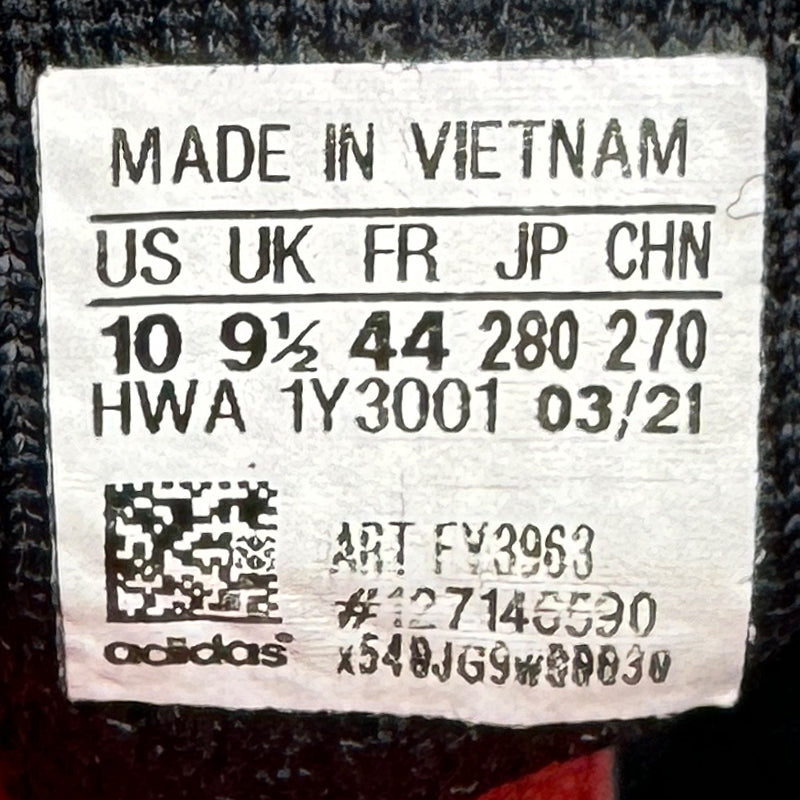 MADE IN VIETNAM
US UK FR JP CHN
10 9½ 44 280 270
HWA 1Y3001 03/21
ART FY3963
adidas®